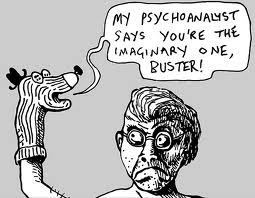 MY PSYCHOANALYST
SAYS YOU'RE THE
IMAGINARY ONE,
BUSTER!